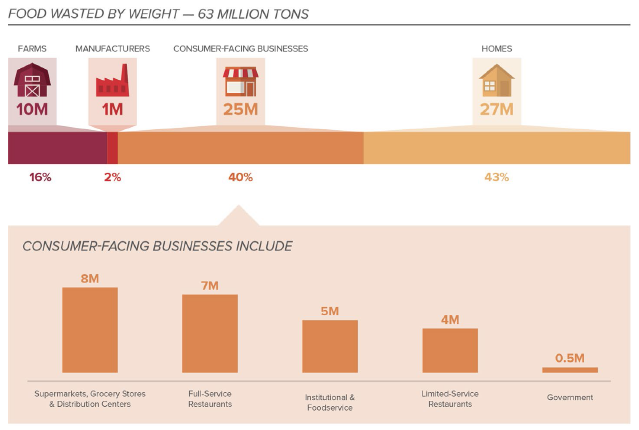 FOOD WASTED BY WEIGHT — 63 MILLION TONS
FARMS
MANUFACTURERS
CONSUMER-FACING BUSINESSES
HOMES
10M
1M
25M
27M
16%
2%
40%
43%
CONSUMER-FACING BUSINESSES INCLUDE
8M
7M
5M
4M
0.5M
Supermarkets, Grocery Stores
& Distribution Centers
Full-Service
Restaurants
Institutional &
Foodservice
Limited-Service
Restaurants
Government